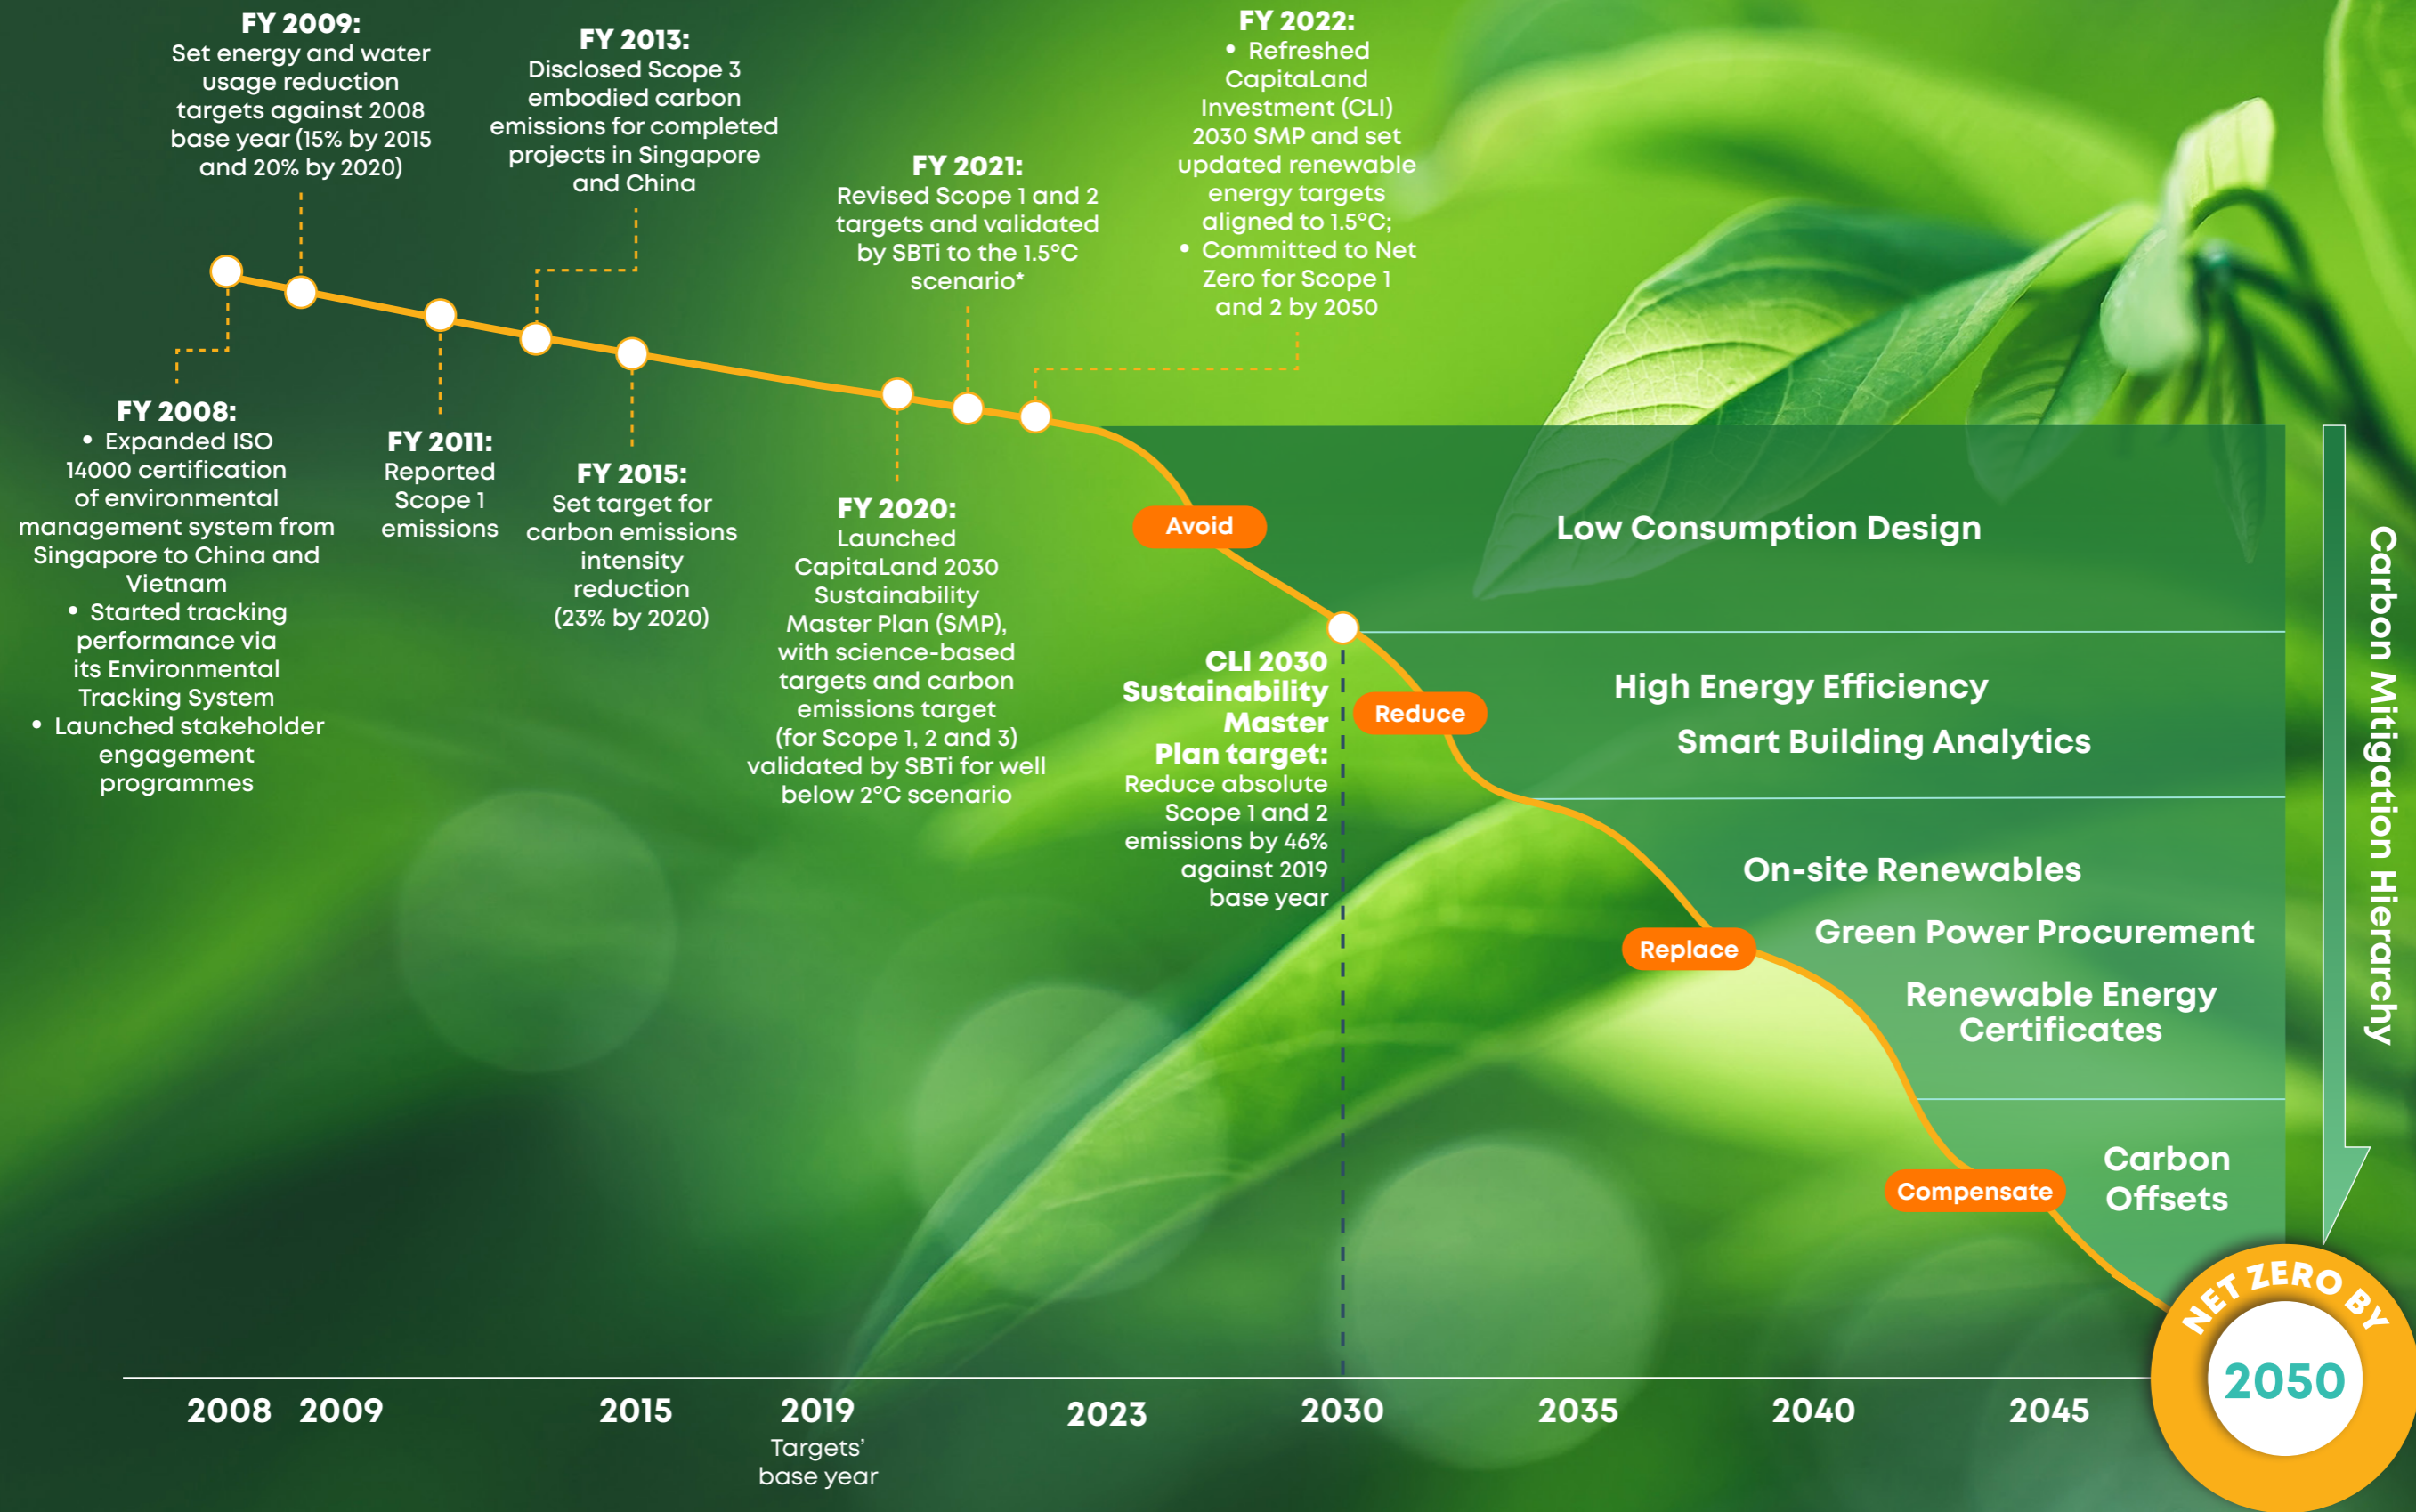 FY 2009:
Set energy and water
usage reduction
targets against 2008
base year (15% by 2015
and 20% by 2020)
FY 2013:
Disclosed Scope 3
embodied carbon
emissions for completed
projects in Singapore
and China
FY 2021:
Revised Scope 1 and 2
targets and validated
by SBTi to the 1.5°C
scenario*
FY 2022:
• Refreshed
CapitaLand
Investment (CLI)
2030 SMP and set
updated renewable
energy targets
aligned to 1.5°C;
• Committed to Net
Zero for Scope 1
and 2 by 2050
FY 2008:
• Expanded ISO
14000 certification
of environmental
management system from
Singapore to China and
Vietnam
• Started tracking
performance via
its Environmental
Tracking System
• Launched stakeholder
engagement
programmes
FY 2011:
Reported
Scope 1
emissions
FY 2015:
Set target for
carbon emissions
intensity
reduction
(23% by 2020)
FY 2020:
Launched
CapitaLand 2030
Sustainability
Master Plan (SMP),
with science-based
targets and carbon
emissions target
(for Scope 1, 2 and 3)
validated by SBTi for well
below 2°C scenario
CLI 2030
Sustainability
Master
Plan target:
Reduce absolute
Scope 1 and 2
emissions by 46%
against 2019
base year
Avoid
Low Consumption Design
Reduce
High Energy Efficiency
Smart Building Analytics
Replace
On-site Renewables
Green Power Procurement
Renewable Energy
Certificates
Compensate
Carbon
Offsets
Carbon Mitigation Hierarchy
NET ZERO BY
2050
2008 2009 2015 2019 2023 2030 2035 2040 2045
Targets'
base year